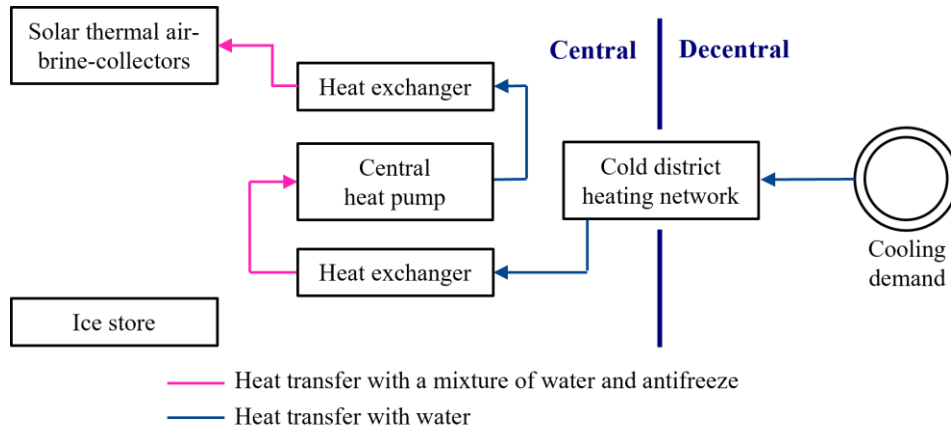 Solar thermal air-
brine-collectors
Central
Decentral
Heat exchanger
Central
heat pump
Cold district
heating network
Heat exchanger
Cooling
demand
Ice store
Heat transfer with a mixture of water and antifreeze
Heat transfer with water